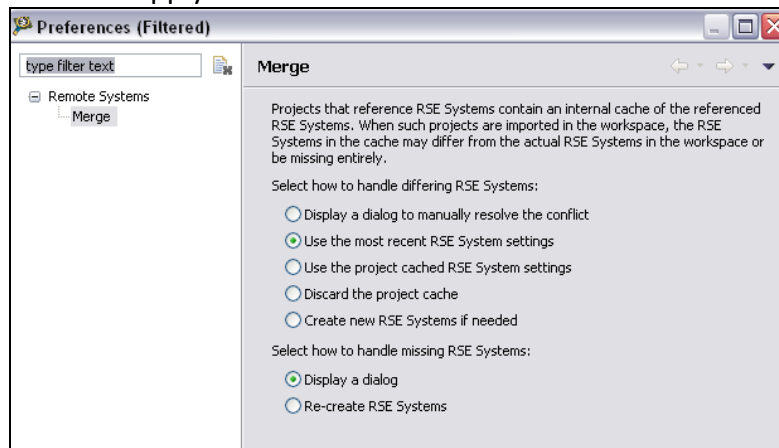 Preferences (Filtered)
type filter text
Merge
Remote Systems
Merge
Projects that reference RSE Systems contain an internal cache of the referenced
RSE Systems. When such projects are imported in the workspace, the RSE
Systems in the cache may differ from the actual RSE Systems in the workspace or
be missing entirely.
Select how to handle differing RSE Systems:
Display a dialog to manually resolve the conflict
Use the most recent RSE System settings
Use the project cached RSE System settings
Discard the project cache
Create new RSE Systems if needed
Select how to handle missing RSE Systems:
Display a dialog
Re-create RSE Systems